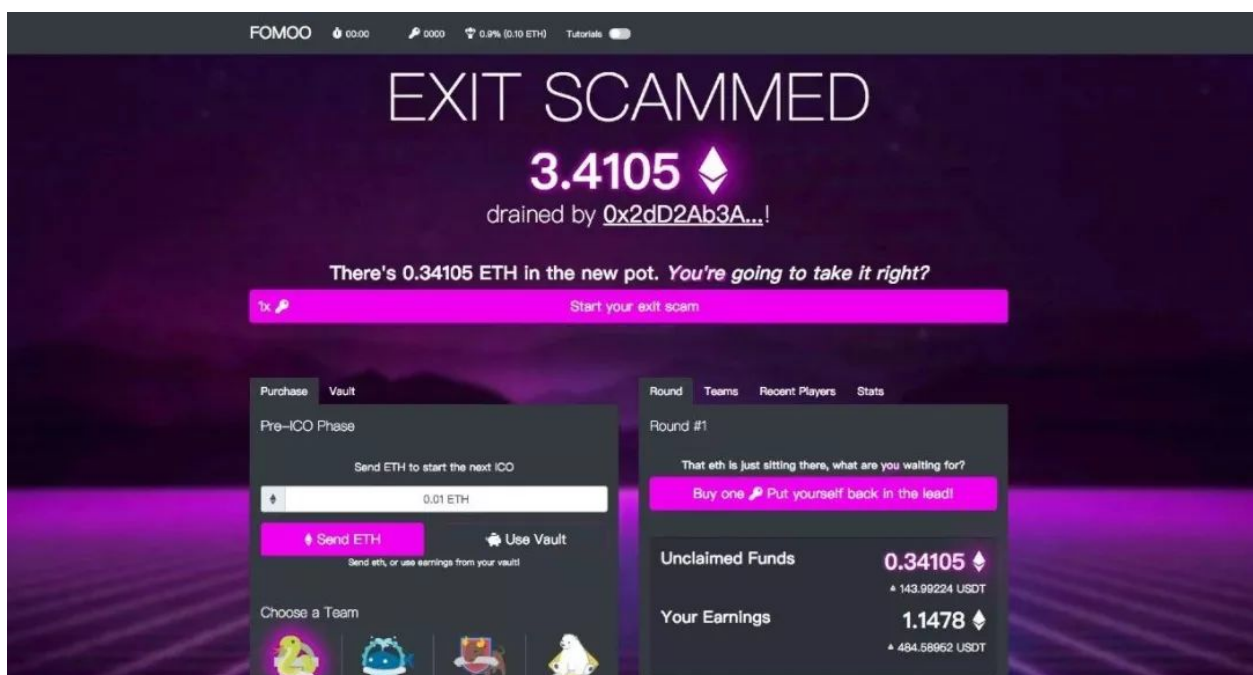 FOMOO 00:00 0000 0.9% (0.10 ETH) Tutorials
EXIT SCAMMED
3.4105
drained by 0x2dD2Ab3A...!
There's 0.34105 ETH in the new pot. You're going to take it right?
1x Start your exit scam
Purchase Vault
Pre-ICO Phase
Send ETH to start the next ICO
0.01 ETH
Send ETH Use Vault
Send eth, or use earnings from your vault!
Choose a Team
Round Teams Recent Players Stats
Round #1
That eth is just sitting there, what are you waiting for?
Buy one Put yourself back in the lead!
Unclaimed Funds 0.34105
143.99224 USDT
Your Earnings 1.1478
484.58952 USDT